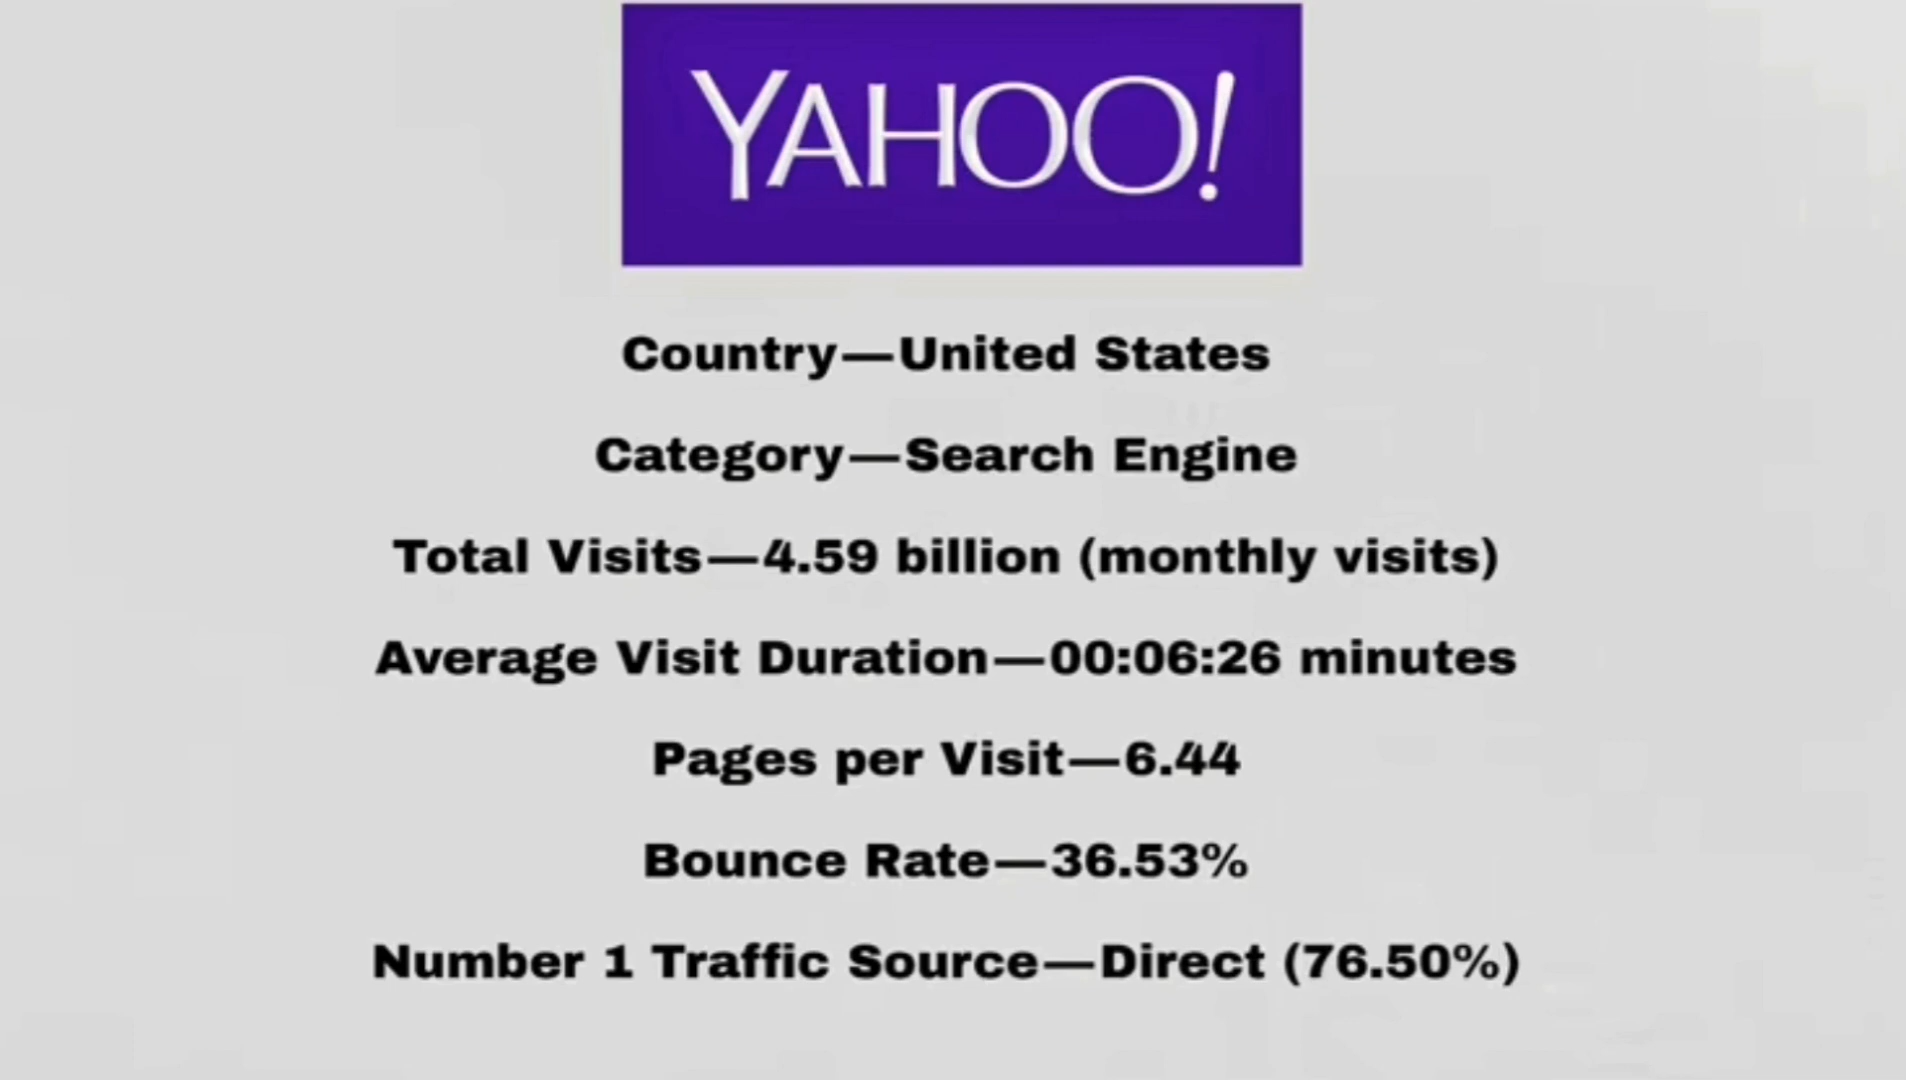 YAHOO!
Country—United States
Category—Search Engine
Total Visits—4.59 billion (monthly visits)
Average Visit Duration—00:06:26 minutes
Pages per Visit—6.44
Bounce Rate—36.53%
Number 1 Traffic Source—Direct (76.50%)